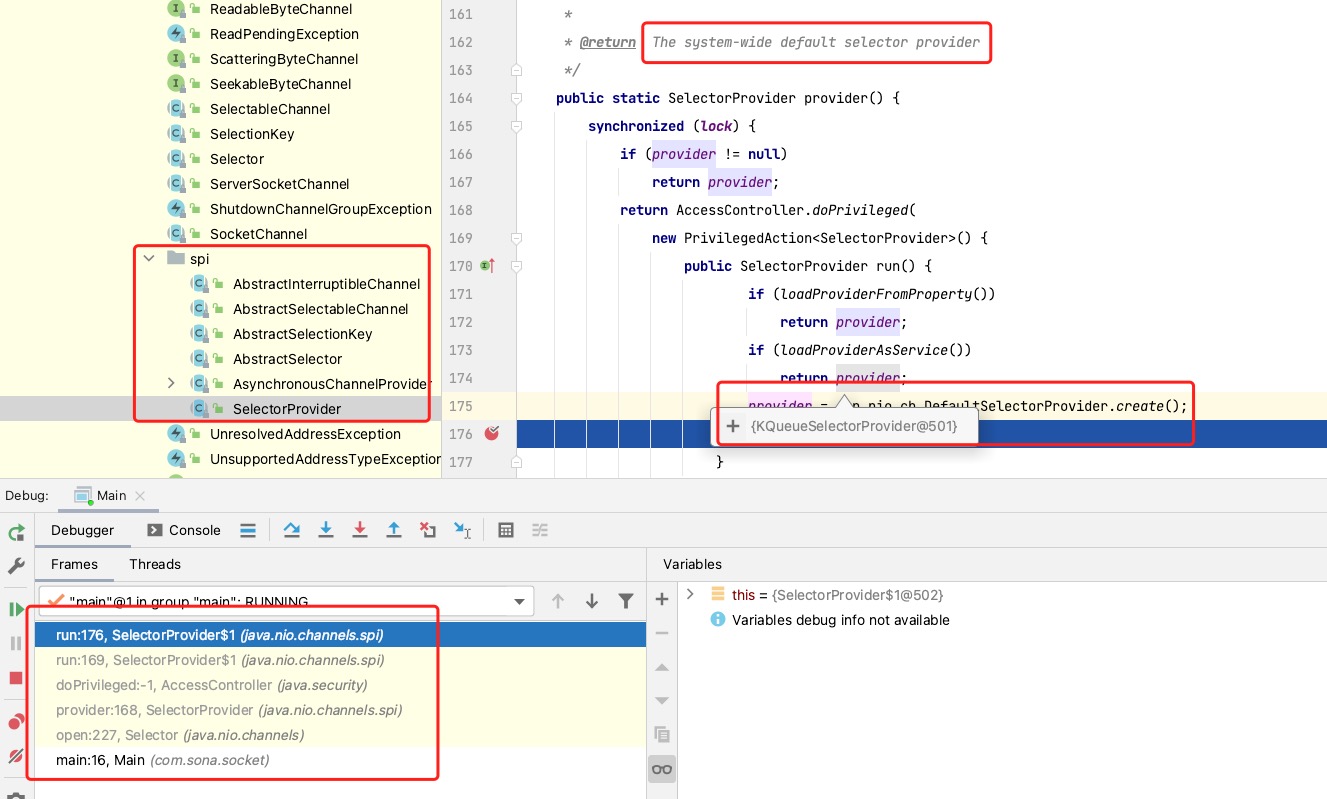 ReadableByteChannel
ReadPendingException
ScatteringByteChannel
SeekableByteChannel
SelectableChannel
SelectionKey
Selector
ServerSocketChannel
ShutdownChannelGroupException
SocketChannel
spi
AbstractInterruptibleChannel
AbstractSelectableChannel
AbstractSelectionKey
AbstractSelector
AsynchronousChannelProvider
SelectorProvider
UnresolvedAddressException
UnsupportedAddressTypeException
161 *
162 * @return The system-wide default selector provider
163 */
164 public static SelectorProvider provider() {
165 synchronized (lock) {
166 if (provider != null)
167 return provider;
168 return AccessController.doPrivileged(
169 new PrivilegedAction<SelectorProvider>() {
170 public SelectorProvider run() {
171 if (loadProviderFromProperty())
172 return provider;
173 if (loadProviderAsService())
174 return provider;
175 provider = n.nio.ch.DefaultSelectorProvider.create();
176
+ {KQueueSelectorProvider@501}
177 }
Debug: Main
Debugger Console
Frames Threads
"main"@1 in group "main": RUNNING
run:176, SelectorProvider$1 (java.nio.channels.spi)
run:169, SelectorProvider$1 (java.nio.channels.spi)
doPrivileged:-1, AccessController (java.security)
provider:168, SelectorProvider (java.nio.channels.spi)
open:227, Selector (java.nio.channels)
main:16, Main (com.sona.socket)
Variables
this = {SelectorProvider$1@502}
Variables debug info not available